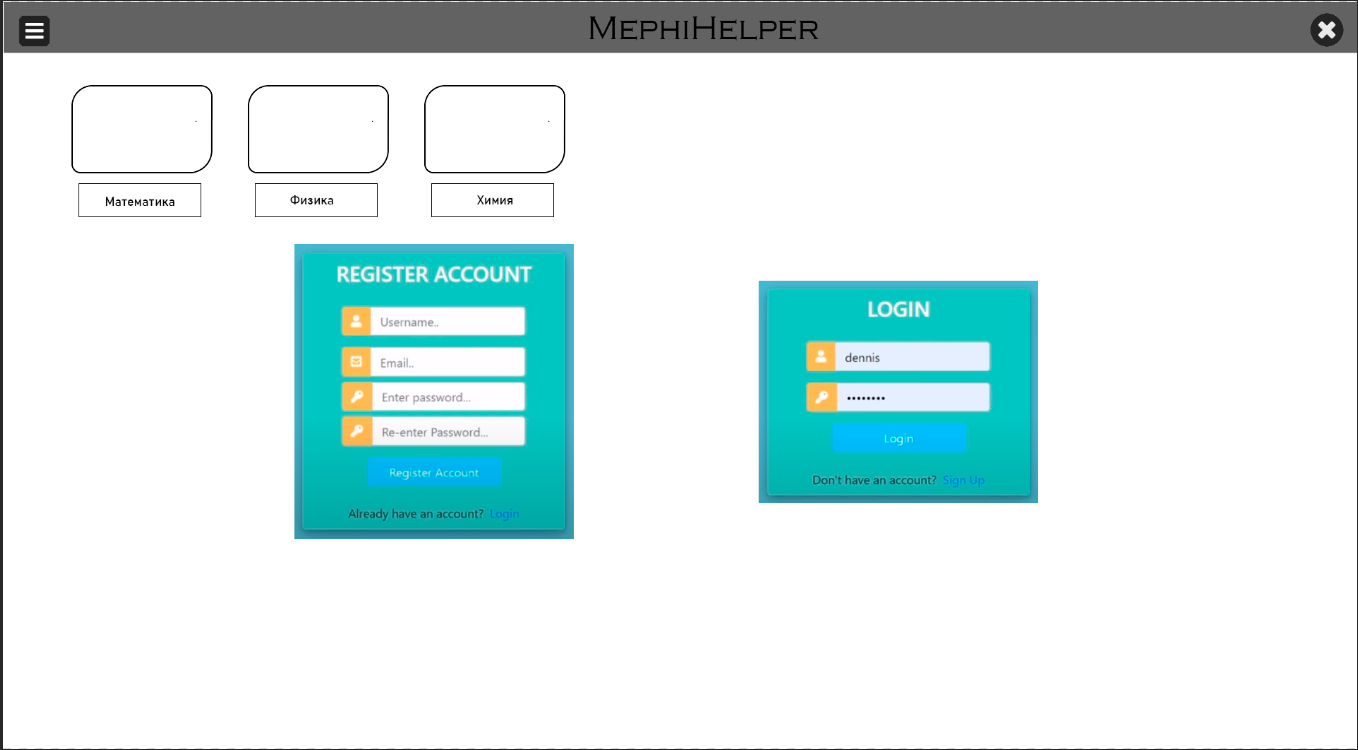 MEPHIHELPER
Математика
Физика
Химия
REGISTER ACCOUNT
Username..
Email..
Enter password...
Re-enter Password...
Register Account
Already have an account? Login
LOGIN
dennis
••••••••
Login
Don't have an account? Sign Up